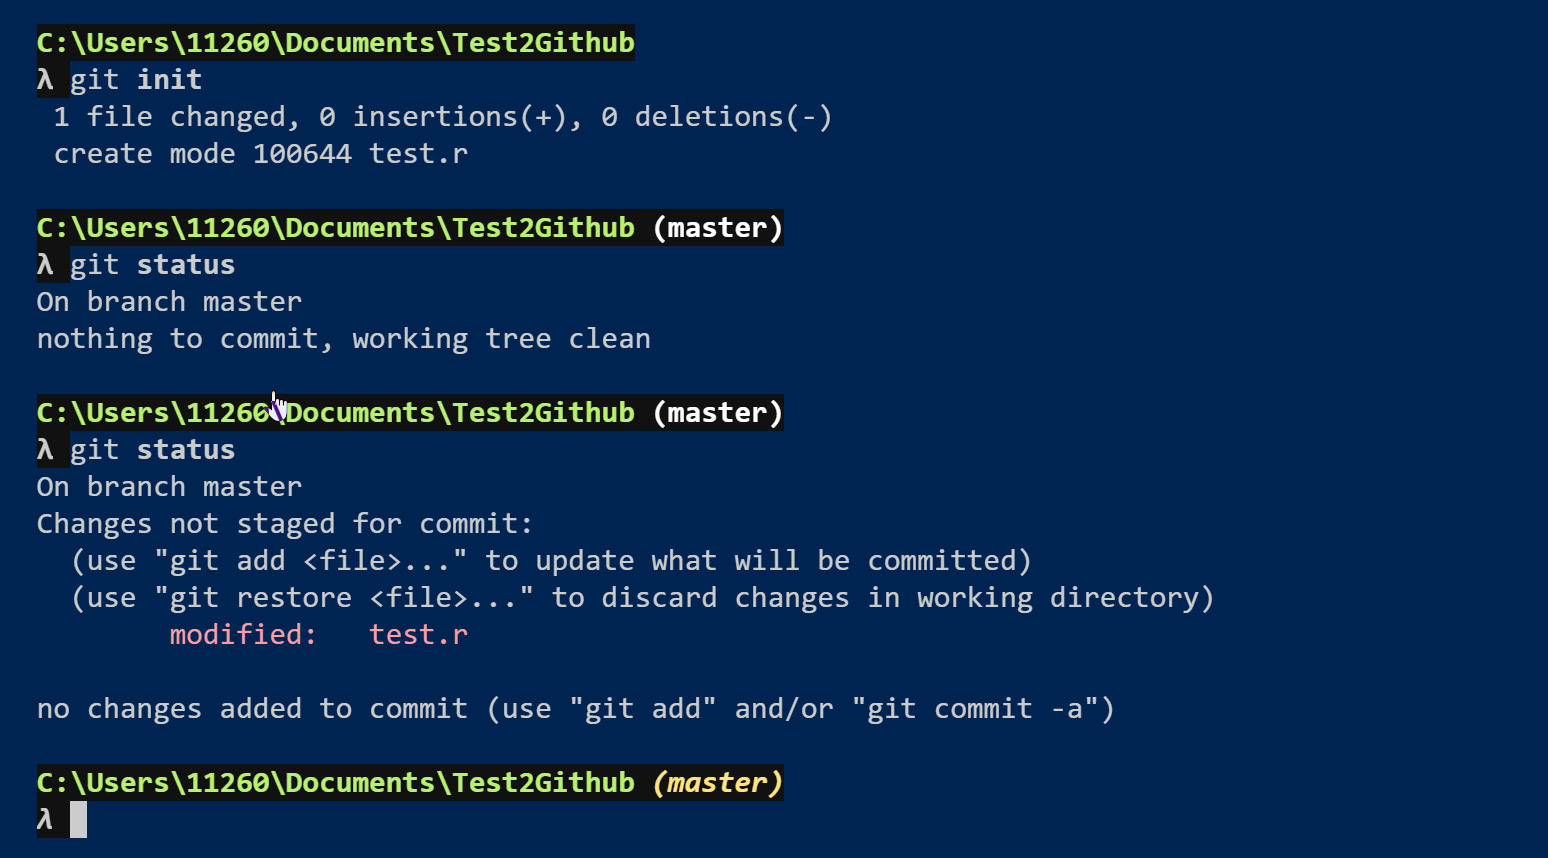 C:\Users\11260\Documents\Test2Github
λ git init
 1 file changed, 0 insertions(+), 0 deletions(-)
 create mode 100644 test.r
C:\Users\11260\Documents\Test2Github (master)
λ git status
On branch master
nothing to commit, working tree clean
C:\Users\11260\Documents\Test2Github (master)
λ git status
On branch master
Changes not staged for commit:
  (use "git add <file>..." to update what will be committed)
  (use "git restore <file>..." to discard changes in working directory)
        modified:   test.r
no changes added to commit (use "git add" and/or "git commit -a")
C:\Users\11260\Documents\Test2Github (master)
λ